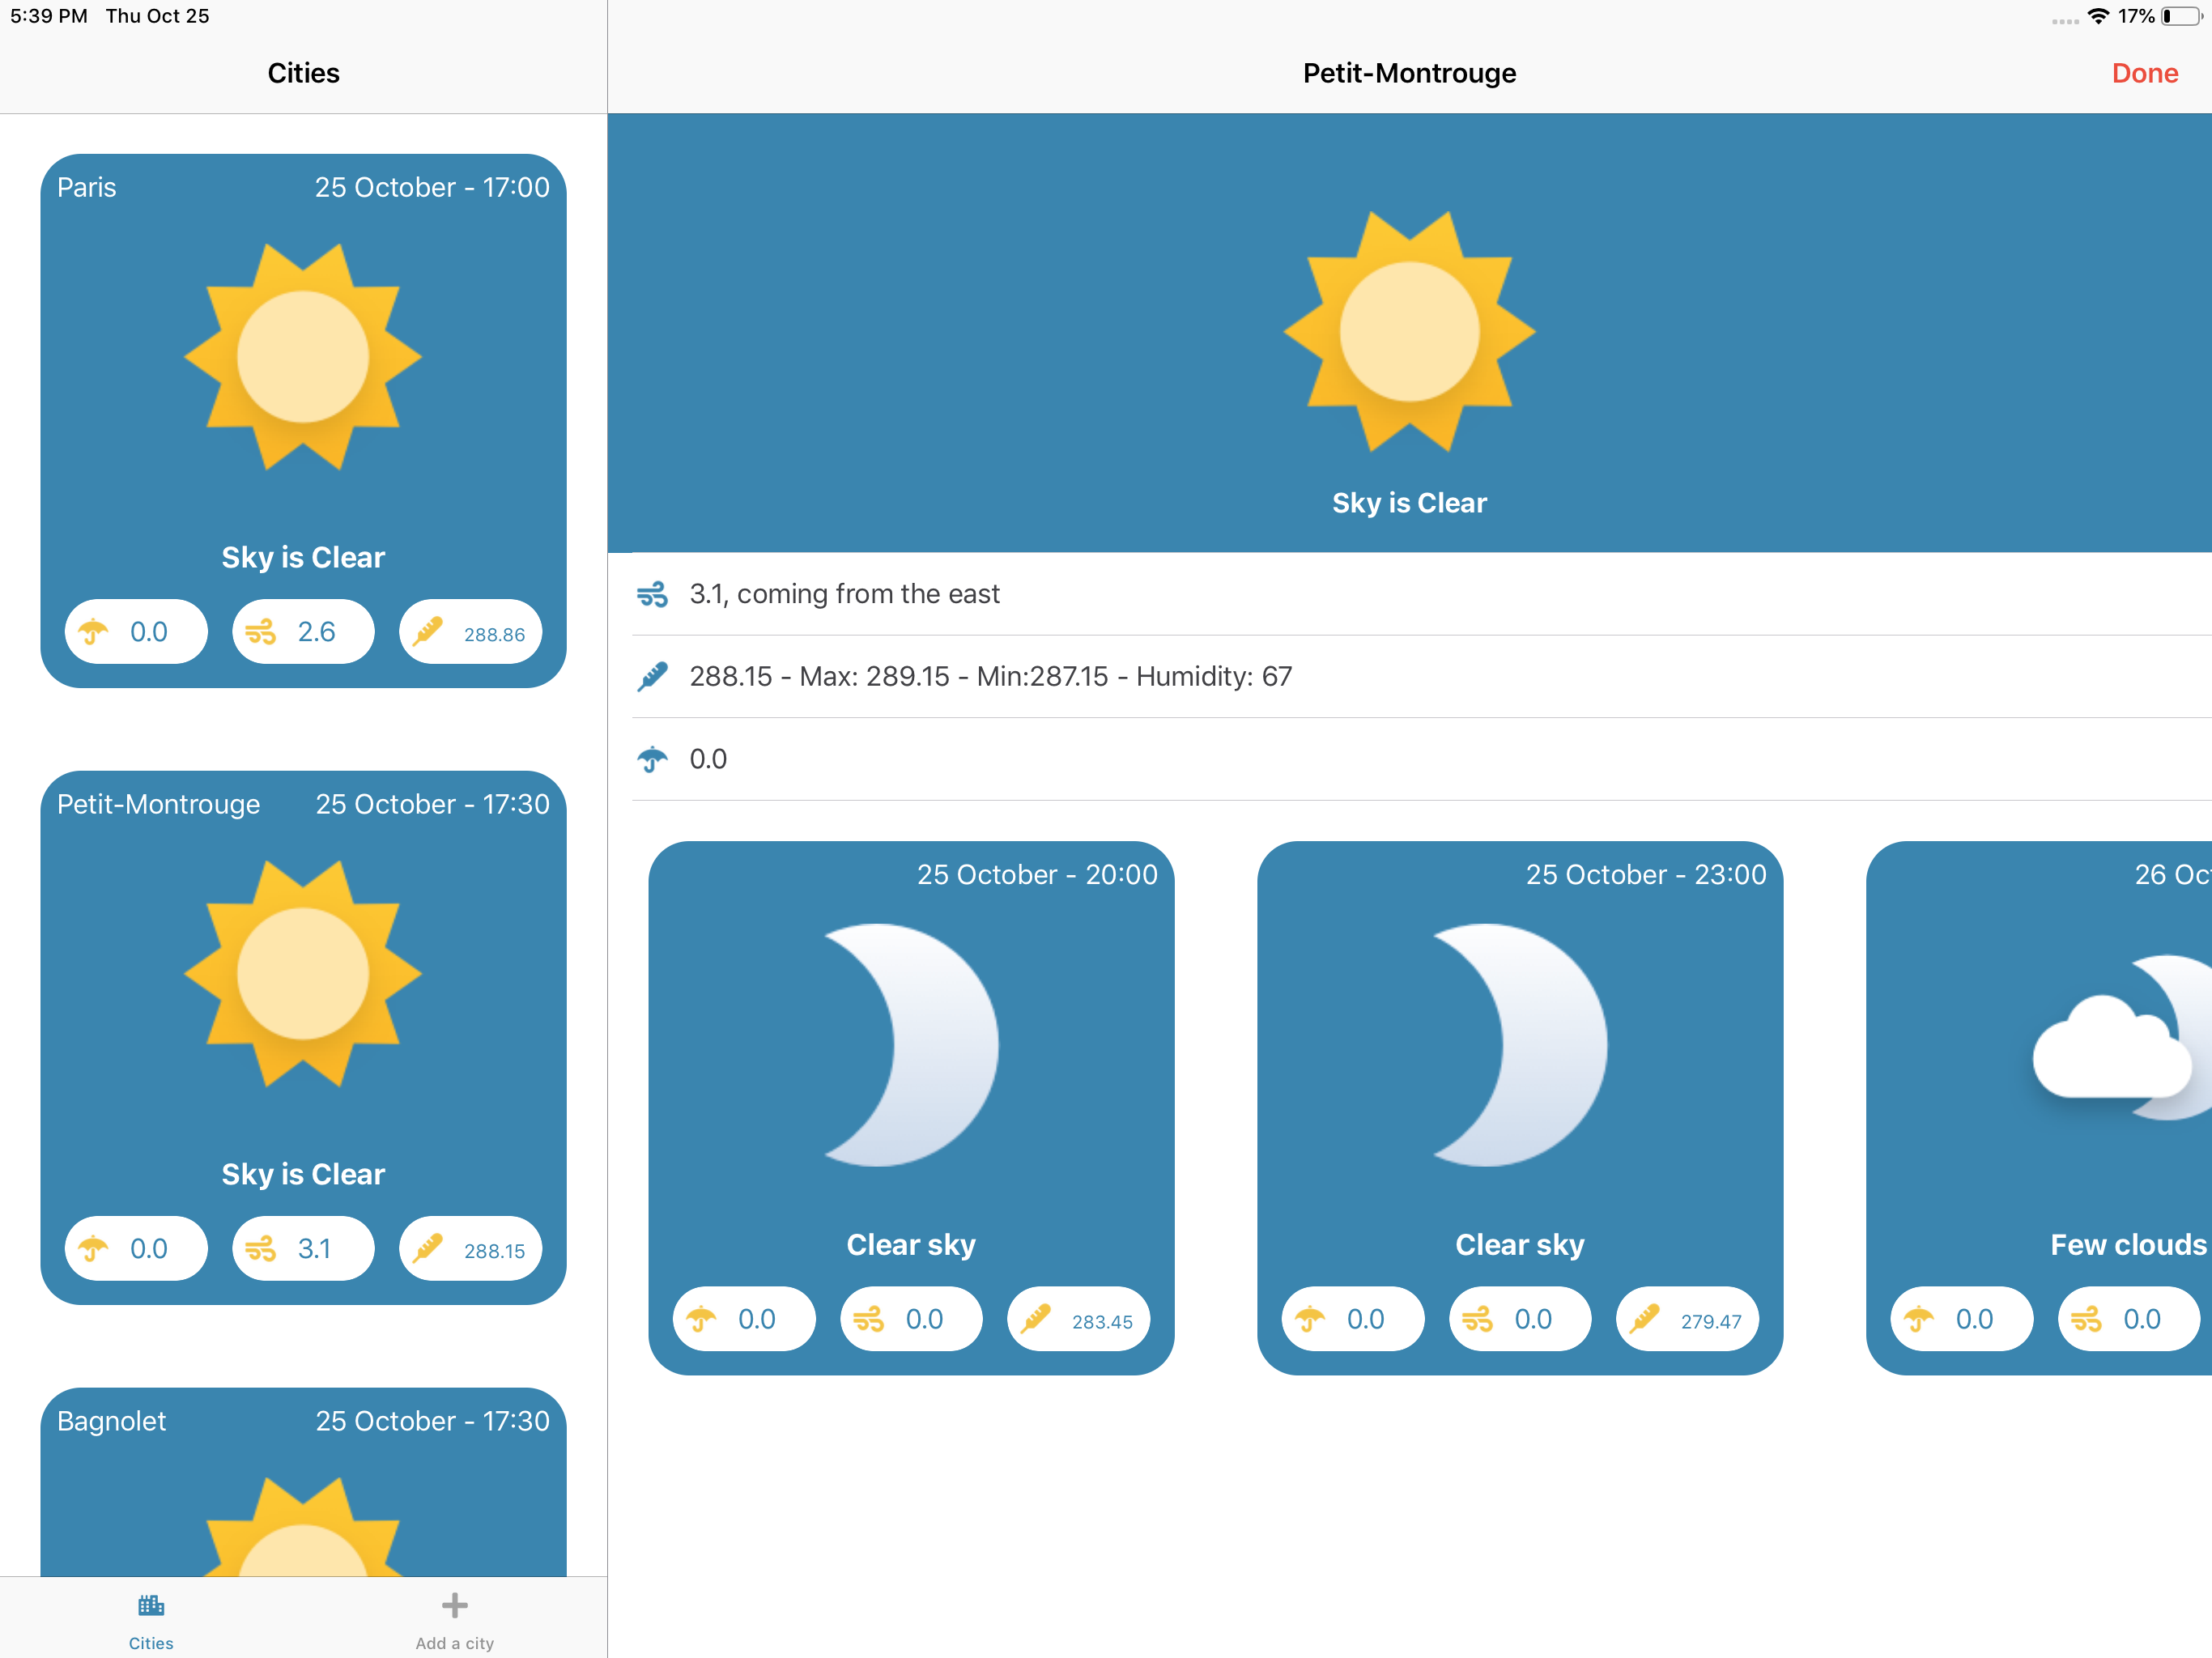 5:39 PM Thu Oct 25
17%
Cities
Petit-Montrouge
Done
Paris
25 October - 17:00
Sky is Clear
0.0
2.6
288.86
Petit-Montrouge
25 October - 17:30
Sky is Clear
0.0
3.1
288.15
Bagnolet
25 October - 17:30
Cities
Add a city
Sky is Clear
3.1, coming from the east
288.15 - Max: 289.15 - Min:287.15 - Humidity: 67
0.0
25 October - 20:00
Clear sky
0.0
0.0
283.45
25 October - 23:00
Clear sky
0.0
0.0
279.47
26
Few clouds
0.0
0.0